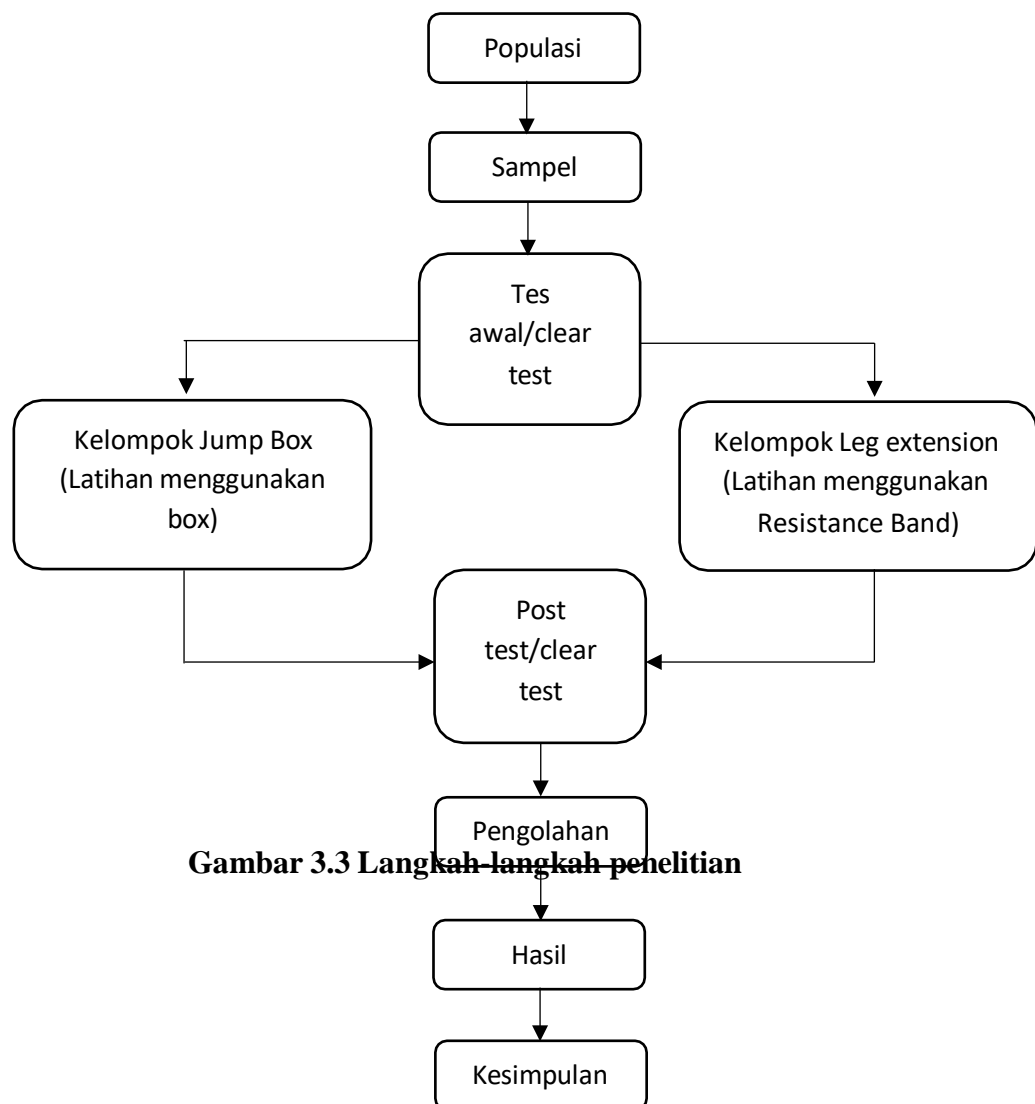 Populasi
Sampel
Tes
awal/clear
test
Kelompok Jump Box
(Latihan menggunakan
box)
Kelompok Leg extension
(Latihan menggunakan
Resistance Band)
Post
test/clear
test
Pengolahan
Gambar 3.3 Langkah-langkah penelitian
Hasil
Kesimpulan